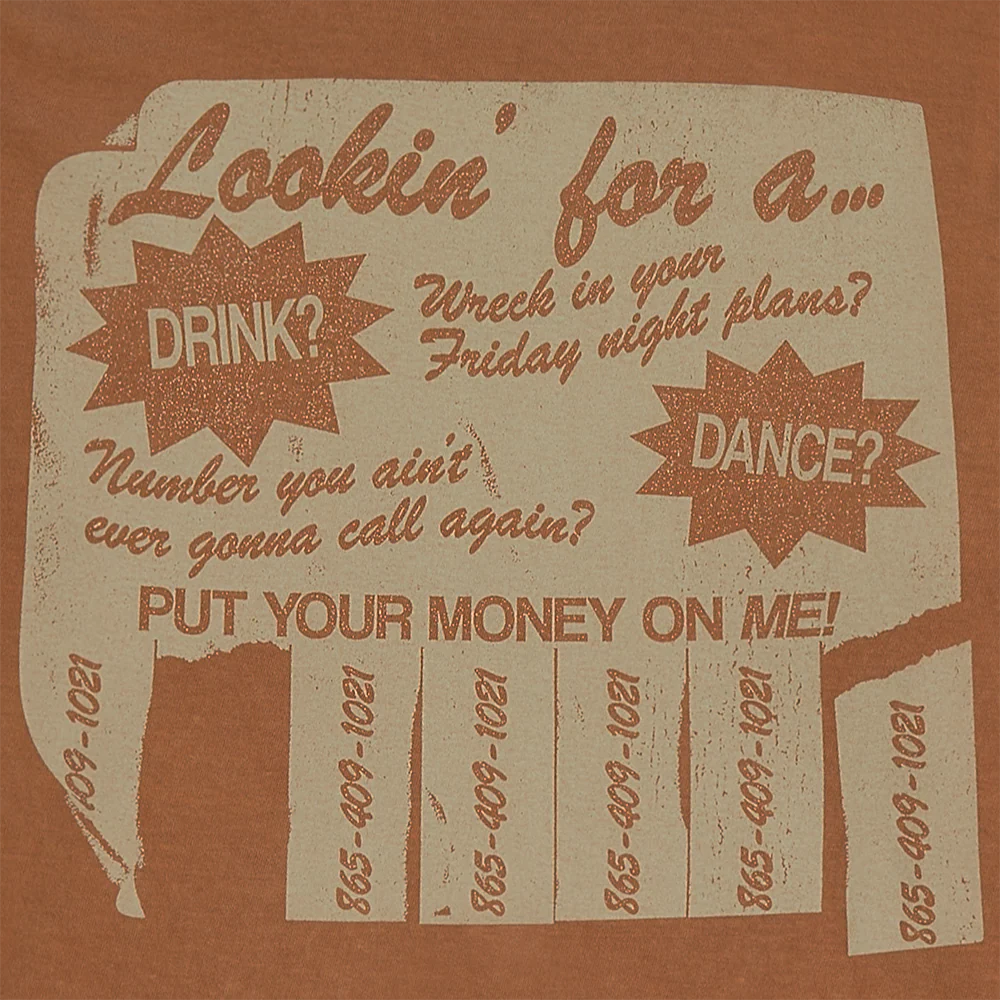 Lookin' for a...
DRINK?
Wreck in your
Friday night plans?
DANCE?
Number you ain't
ever gonna call again?
PUT YOUR MONEY ON ME!
409-1021
865-409-1021
865-409-1021
865-409-1021
865-409-1021
865-409-1021